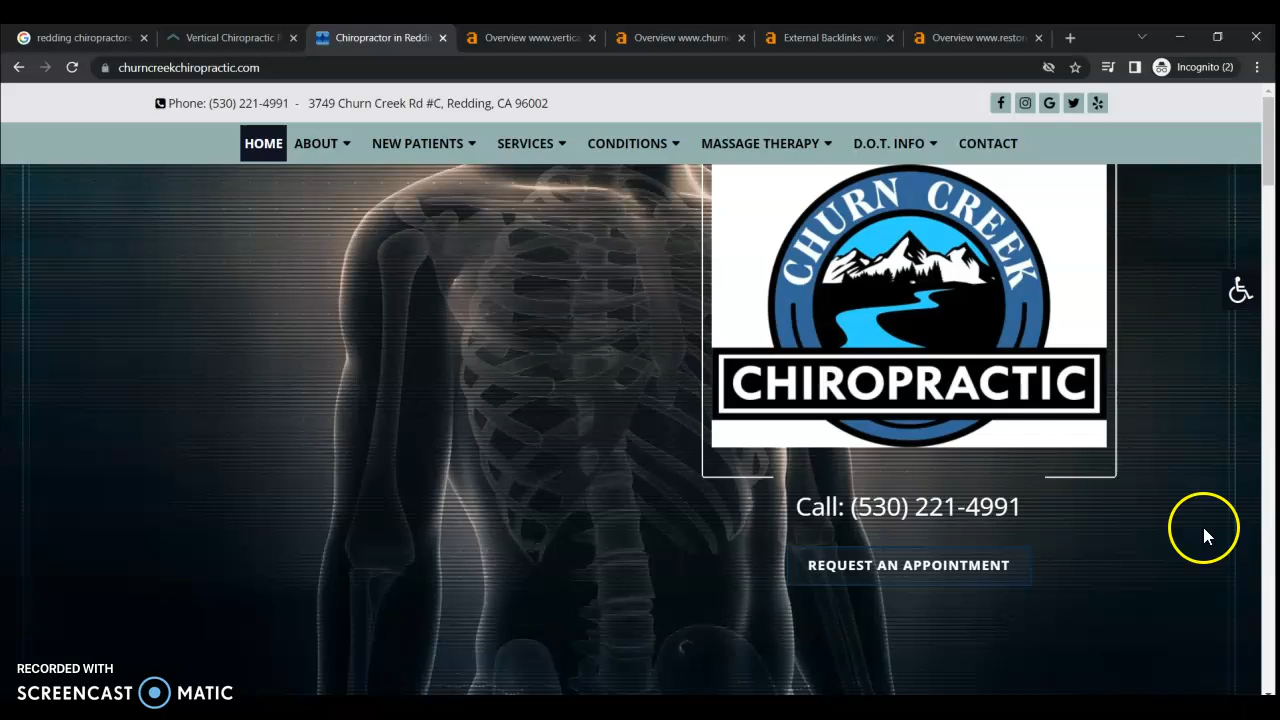 redding chiropractors
Vertical Chiropractic
Chiropractor in Reddi
Overview www.vertica
Overview www.churn
External Backlinks ww
Overview www.restor
churncreekchiropractic.com
Incognito (2)
Phone: (530) 221-4991 - 3749 Churn Creek Rd #C, Redding, CA 96002
HOME ABOUT NEW PATIENTS SERVICES CONDITIONS MASSAGE THERAPY D.O.T. INFO CONTACT
CHURN CREEK
CHIROPRACTIC
Call: (530) 221-4991
REQUEST AN APPOINTMENT
RECORDED WITH
SCREENCAST MATIC